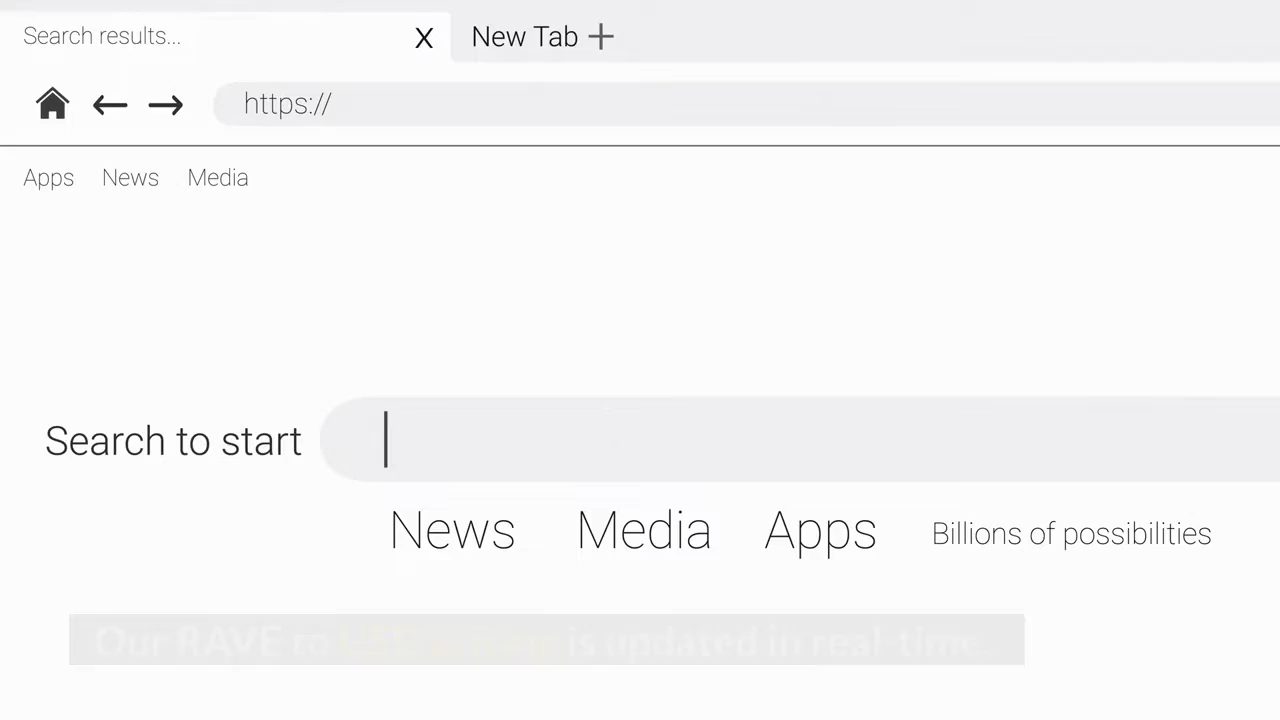 Search results... X New Tab +
https://
Apps News Media
Search to start
News Media Apps Billions of possibilities
Our RAVE to USD is updated in real-time.